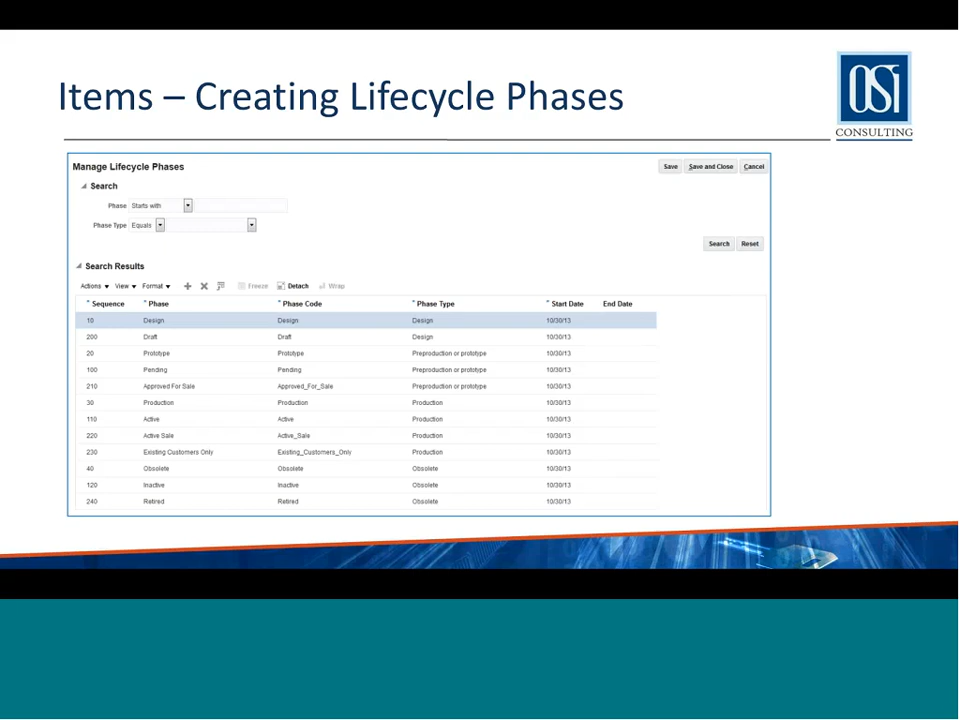 Items – Creating Lifecycle Phases
OSi
CONSULTING
Manage Lifecycle Phases Save Save and Close Cancel
Search
Phase Starts with
Phase Type Equals
Search Reset
Search Results
Actions View Format Freeze Detach Wrap
* Sequence * Phase * Phase Code * Phase Type * Start Date End Date
10 Design Design Design 10/30/13
200 Draft Draft Design 10/30/13
20 Prototype Prototype Preproduction or prototype 10/30/13
100 Pending Pending Preproduction or prototype 10/30/13
210 Approved For Sale Approved_For_Sale Preproduction or prototype 10/30/13
30 Production Production Production 10/30/13
110 Active Active Production 10/30/13
220 Active Sale Active_Sale Production 10/30/13
230 Existing Customers Only Existing_Customers_Only Production 10/30/13
40 Obsolete Obsolete Obsolete 10/30/13
120 Inactive Inactive Obsolete 10/30/13
240 Retired Retired Obsolete 10/30/13